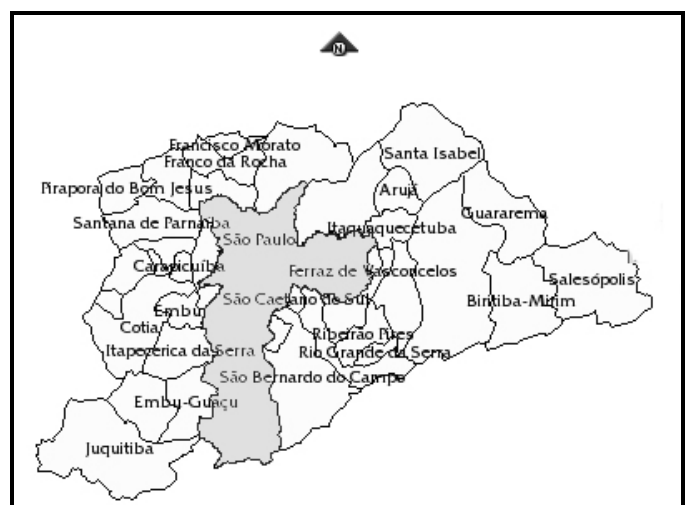 N
Francisco Morato
Franco da Rocha
Santa Isabel
Pirapora do Bom Jesus
Arujá
Guararema
Santana de Parnaíba
Itaquaquecetuba
São Paulo
Carapicuíba
Ferraz de Vasconcelos
Salesópolis
São Caetano do Sul
Biritiba-Mirim
Embu
Cotia
Ribeirão Pires
Itapecerica da Serra
Rio Grande da Serra
São Bernardo do Campo
Embu-Guaçu
Juquitiba